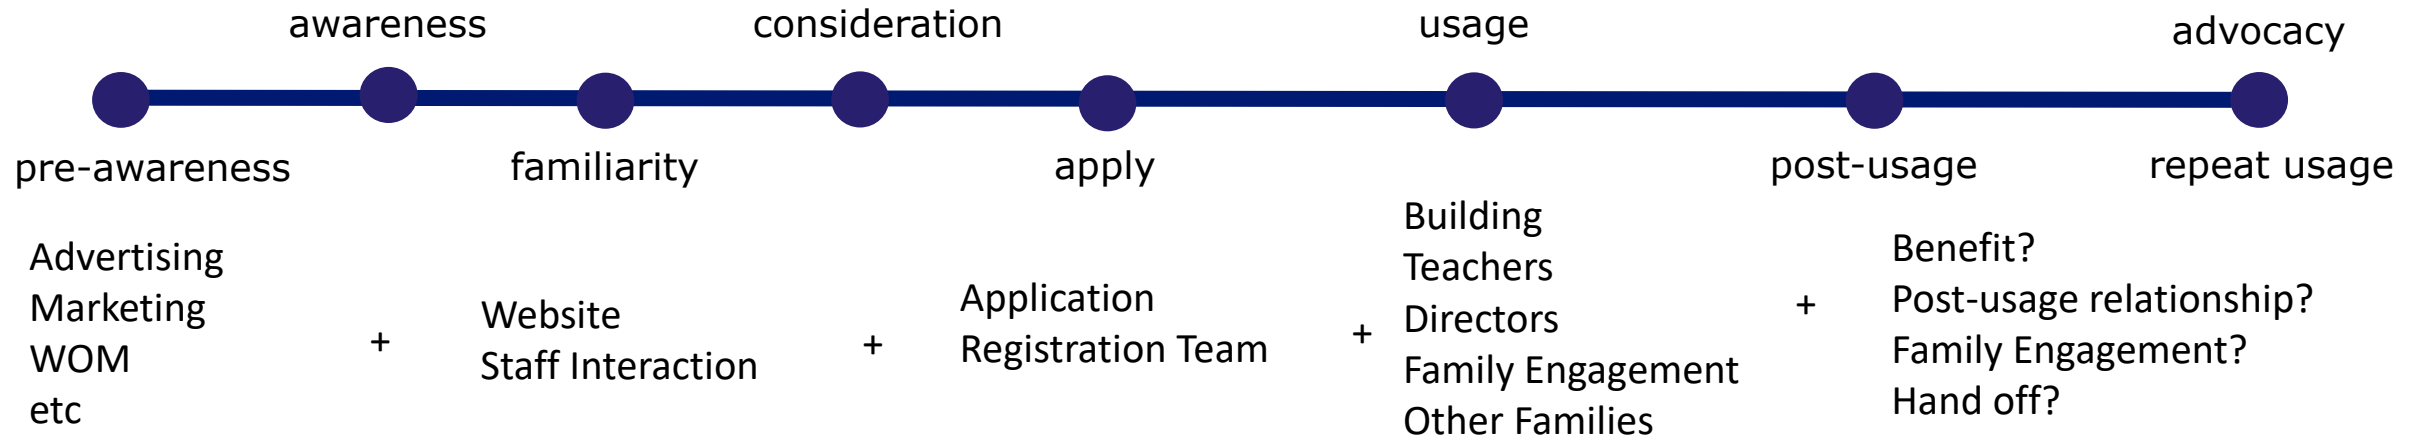 awareness
consideration
usage
advocacy
pre-awareness
familiarity
apply
post-usage
repeat usage
Advertising
Marketing
WOM
etc
+
Website
Staff Interaction
+
Application
Registration Team
+
Building
Teachers
Directors
Family Engagement
Other Families
+
Benefit?
Post-usage relationship?
Family Engagement?
Hand off?